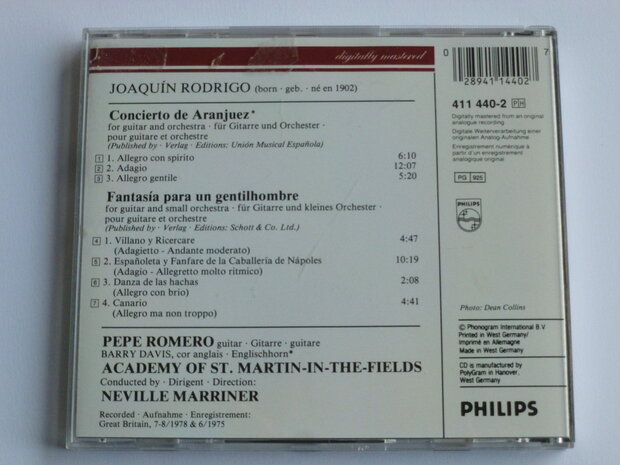 digitally mastered
JOAQUÍN RODRIGO (born · geb. · né en 1902)
Concierto de Aranjuez*
for guitar and orchestra · für Gitarre und Orchester ·
pour guitare et orchestre
(Published by · Verlag · Editions: Unión Musical Española)
1 1. Allegro con spirito 6:10
2 2. Adagio 12:07
3 3. Allegro gentile 5:20
Fantasía para un gentilhombre
for guitar and small orchestra · für Gitarre und kleines Orchester ·
pour guitare et orchestre
(Published by · Verlag · Editions: Schott & Co. Ltd.)
4 1. Villano y Ricercare 4:47
(Adagietto - Andante moderato)
5 2. Españoleta y Fanfare de la Caballería de Nápoles 10:19
(Adagio - Allegretto molto ritmico)
6 3. Danza de las hachas 2:08
(Allegro con brio)
7 4. Canario 4:41
(Allegro ma non troppo)
PEPE ROMERO guitar · Gitarre · guitare
BARRY DAVIS, cor anglais · Englischhorn*
ACADEMY OF ST. MARTIN-IN-THE-FIELDS
Conducted by · Dirigent · Direction:
NEVILLE MARRINER
Recorded · Aufnahme · Enregistrement:
Great Britain, 7-8/1978 & 6/1975
0 28941 14402 7
411 440-2 PH
Digitally mastered from an original
analogue recording.
Digitale Weiterverarbeitung einer
originalen Analog-Aufnahme
Enregistrement numérique à
partir d'un enregistrement
analogique original.
PG 925
PHILIPS
Photo: Dean Collins
© Phonogram International B.V.
Printed in West Germany/
Imprimé en Allemagne
Made in West Germany
CD is manufactured by
PolyGram in Hanover,
West Germany
PHILIPS